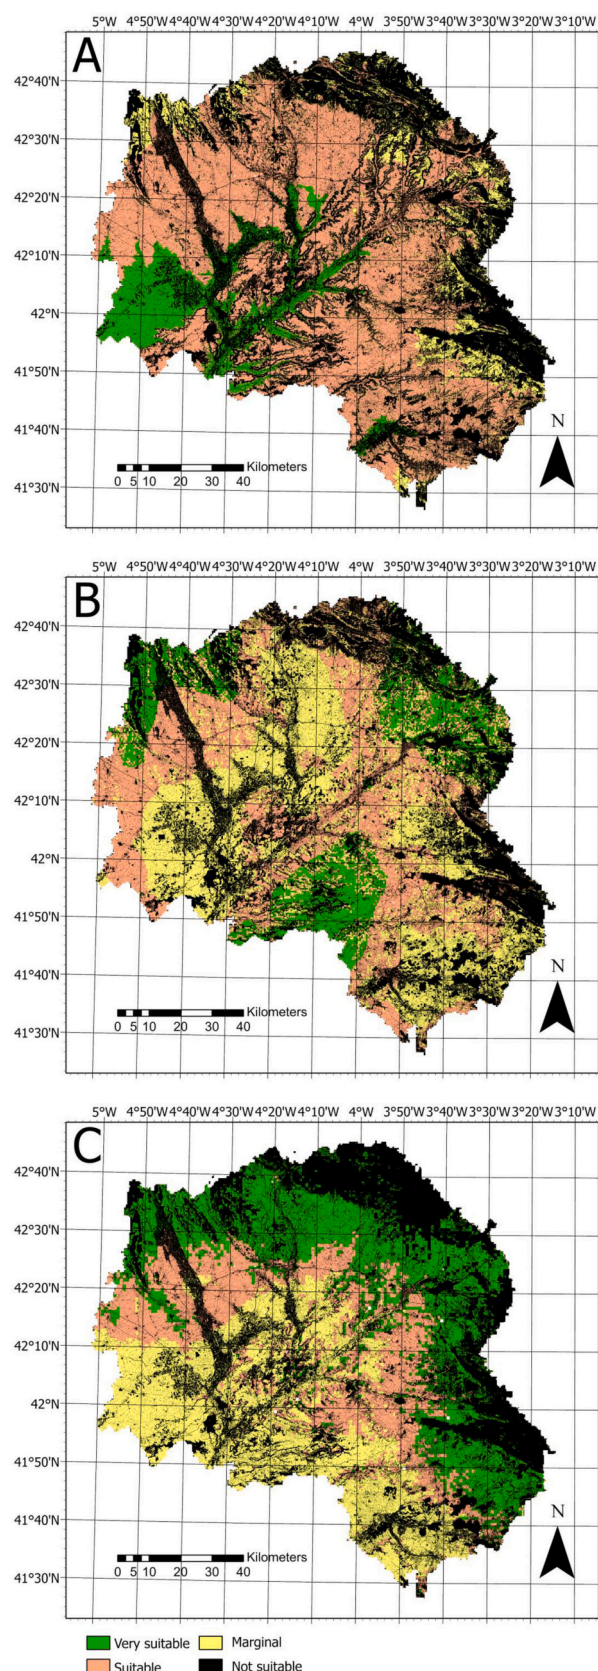 5°W 4°50'W 4°40'W 4°30'W 4°20'W 4°10'W 4°W 3°50'W 3°40'W 3°30'W 3°20'W 3°10'W
A
42°40'N
42°30'N
42°20'N
42°10'N
42°N
41°50'N
41°40'N
41°30'N
N
Kilometers
0 5 10 20 30 40
5°W 4°50'W 4°40'W 4°30'W 4°20'W 4°10'W 4°W 3°50'W 3°40'W 3°30'W 3°20'W 3°10'W
B
42°40'N
42°30'N
42°20'N
42°10'N
42°N
41°50'N
41°40'N
41°30'N
N
Kilometers
0 5 10 20 30 40
5°W 4°50'W 4°40'W 4°30'W 4°20'W 4°10'W 4°W 3°50'W 3°40'W 3°30'W 3°20'W 3°10'W
C
42°40'N
42°30'N
42°20'N
42°10'N
42°N
41°50'N
41°40'N
41°30'N
N
Kilometers
0 5 10 20 30 40
Very suitable Marginal
Suitable Not suitable